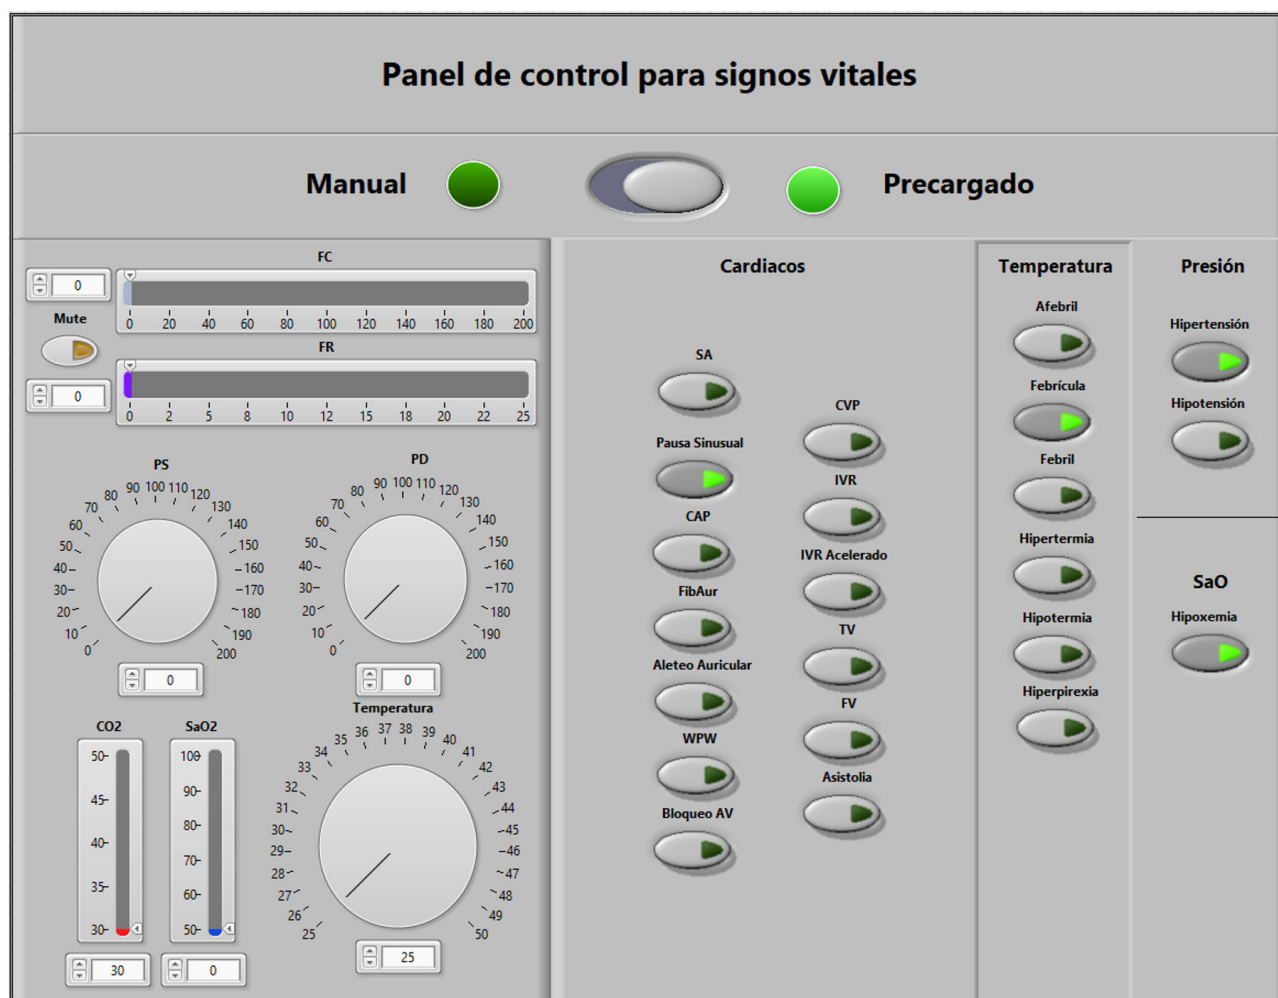 Panel de control para signos vitales
Manual
Precargado
FC
0
0 20 40 60 80 100 120 140 160 180 200
Mute
FR
0
0 2 5 8 10 12 15 18 20 22 25
PS
0 10 20 30 40 50 60 70 80 90 100 110 120 130 140 150 160 170 180 190 200
0
PD
0 10 20 30 40 50 60 70 80 90 100 110 120 130 140 150 160 170 180 190 200
0
CO2
50
45
40
35
30
30
SaO2
100
90
80
70
60
50
0
Temperatura
25 26 27 28 29 30 31 32 33 34 35 36 37 38 39 40 41 42 43 44 45 46 47 48 49 50
25
Cardiacos
SA
Pausa Sinusual
CAP
FibAur
Aleteo Auricular
WPW
Bloqueo AV
CVP
IVR
IVR Acelerado
TV
FV
Asistolia
Temperatura
Afebril
Febrícula
Febril
Hipertermia
Hipotermia
Hiperpirexia
Presión
Hipertensión
Hipotensión
SaO
Hipoxemia